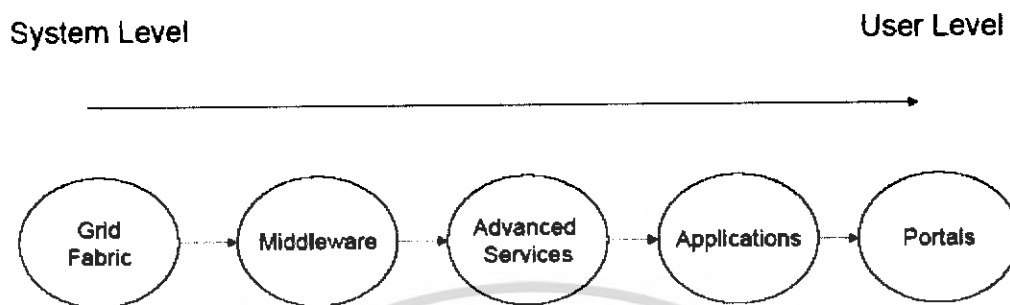 System Level
User Level
Grid
Fabric
Middleware
Advanced
Services
Applications
Portals